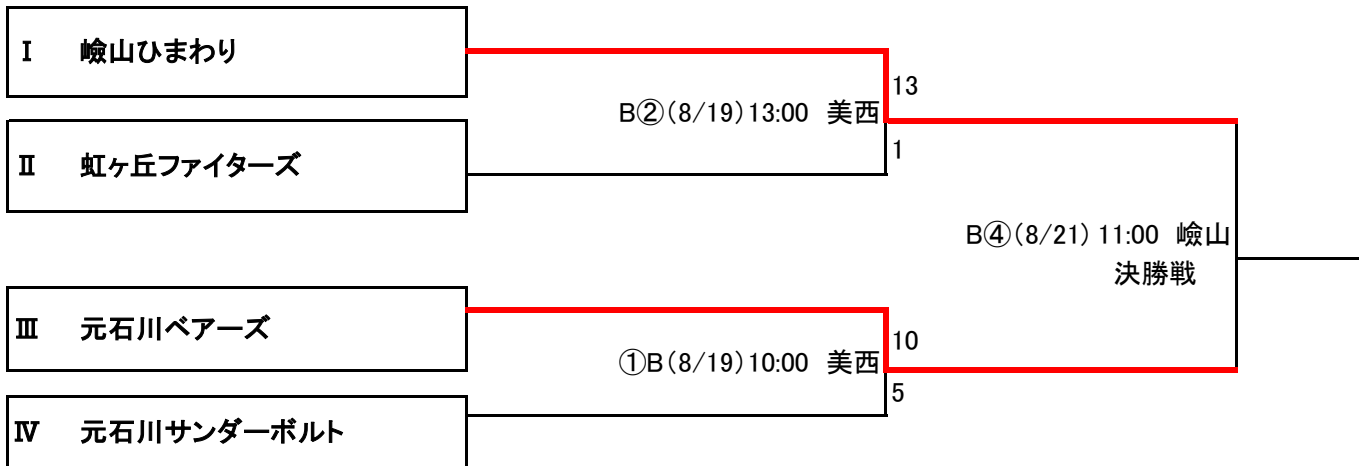 Ⅰ 嶮山ひまわり
13
B②(8/19)13:00 美西
1
Ⅱ 虹ヶ丘ファイターズ
B④(8/21) 11:00 嶮山
決勝戦
Ⅲ 元石川ベアーズ
10
①B(8/19)10:00 美西
5
Ⅳ 元石川サンダーボルト